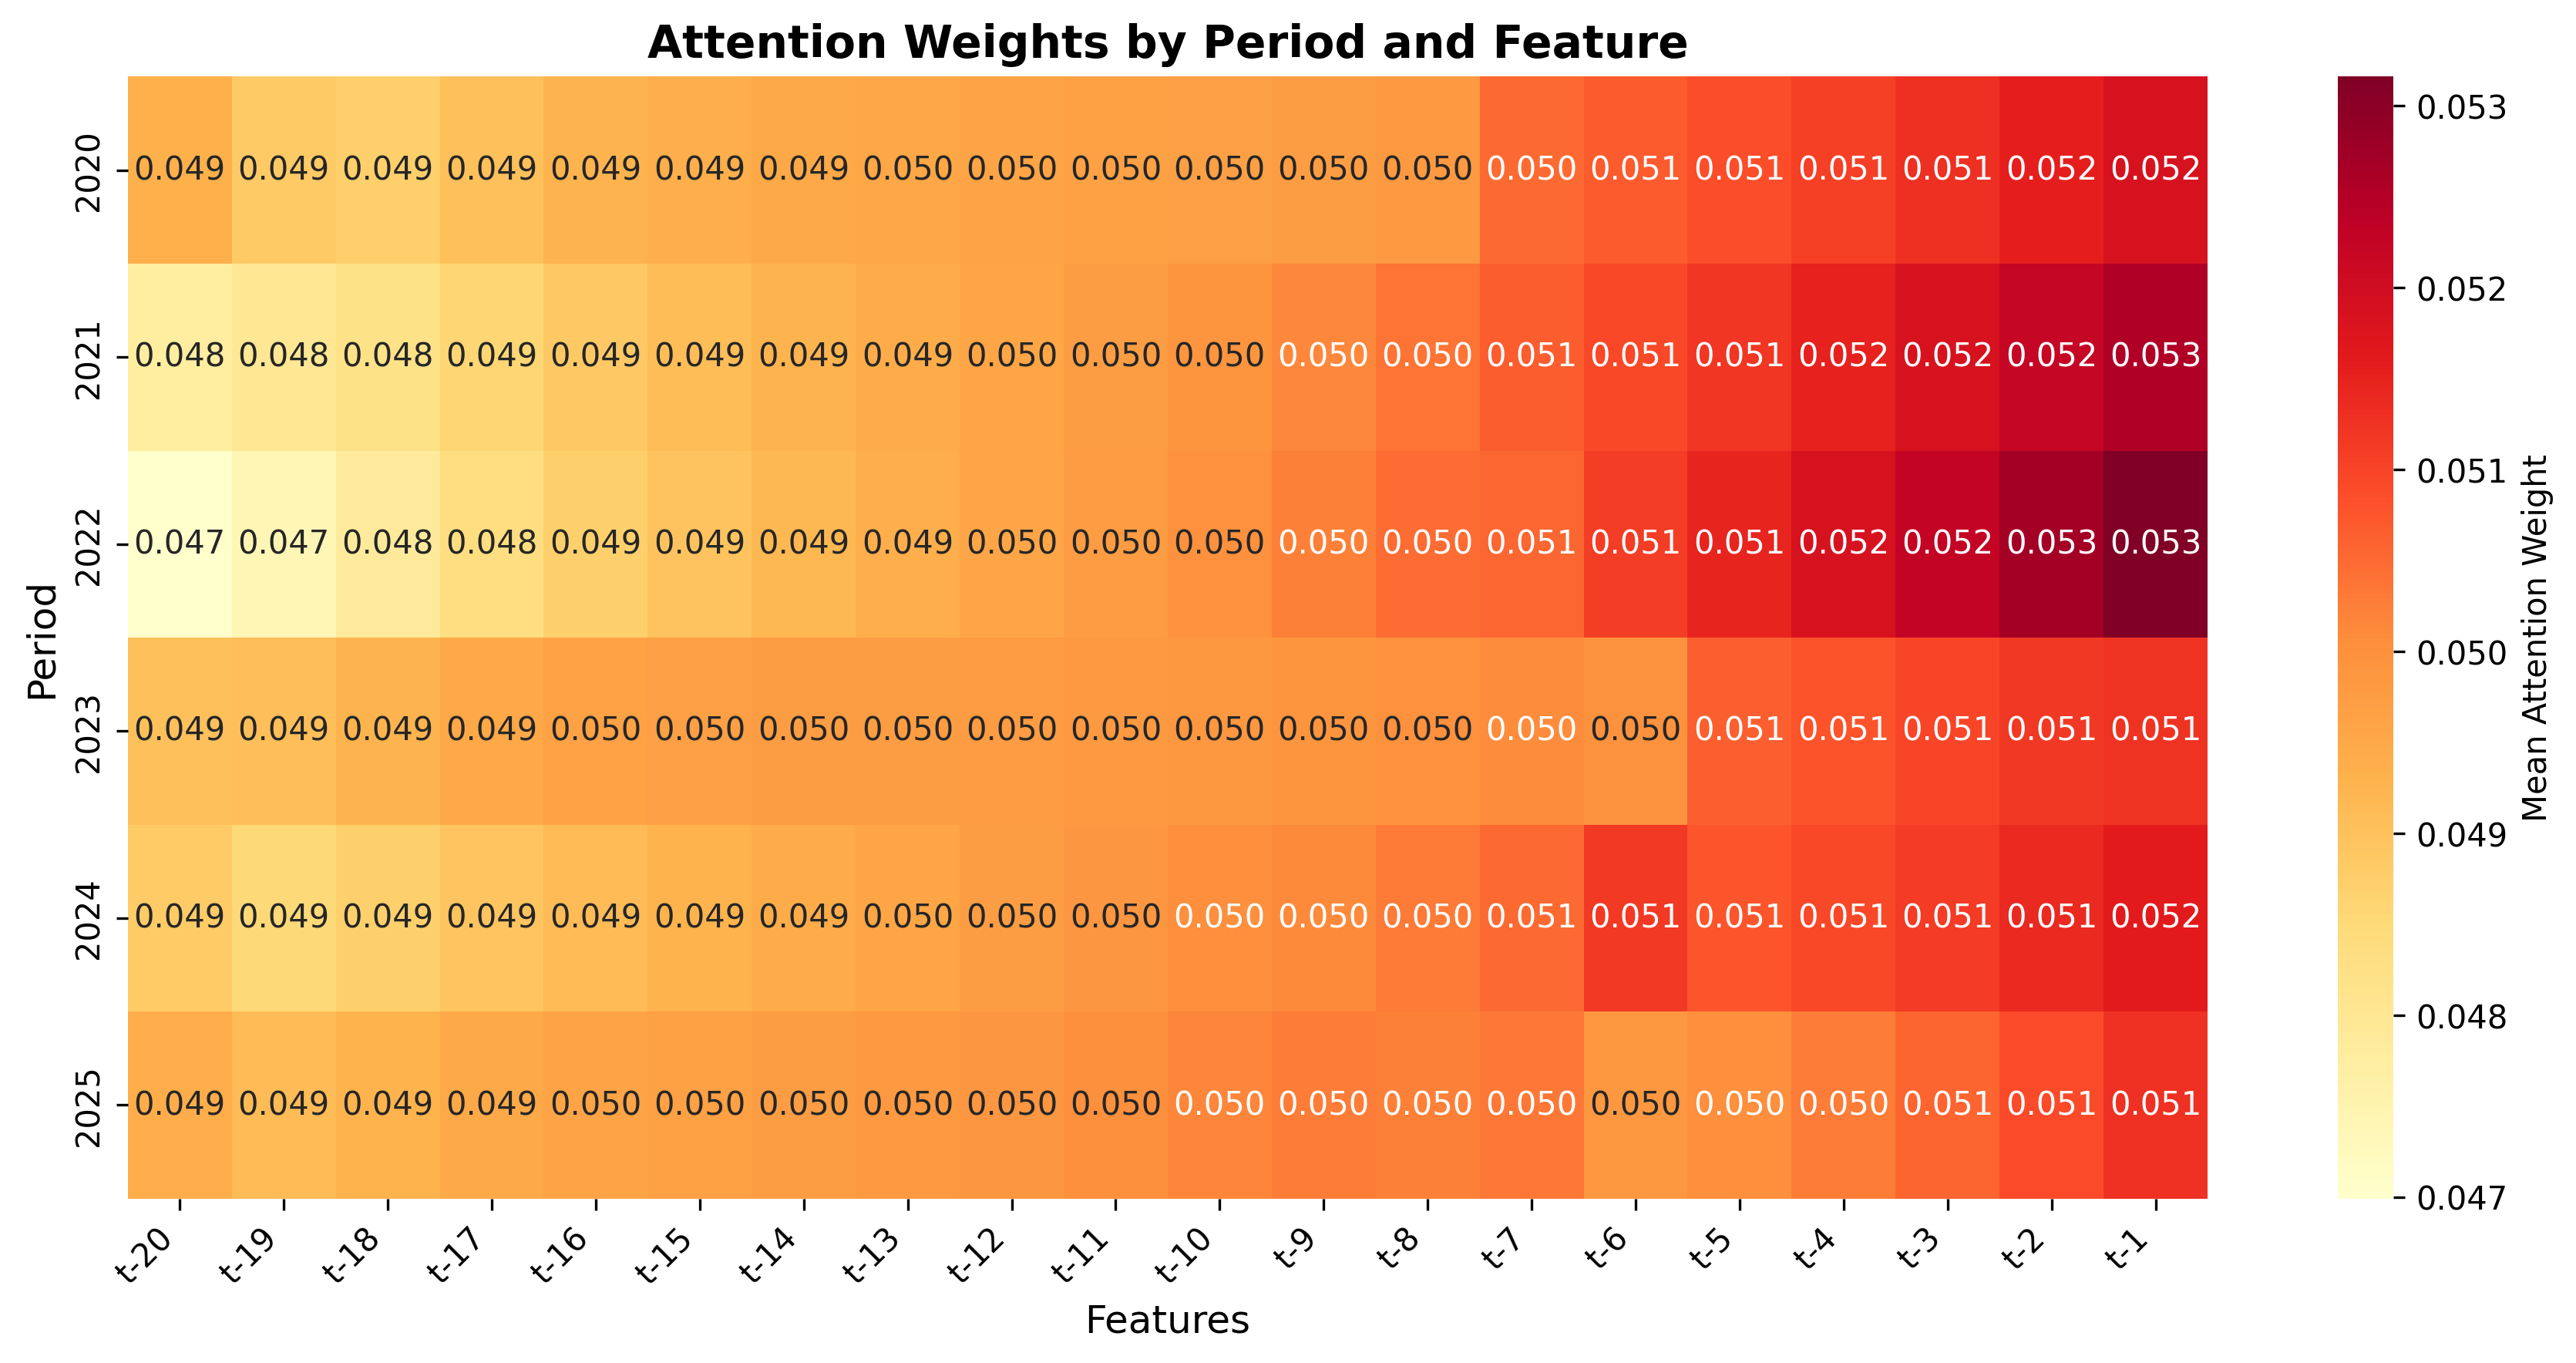 Attention Weights by Period and Feature
2020 0.049 0.049 0.049 0.049 0.049 0.049 0.049 0.050 0.050 0.050 0.050 0.050 0.050 0.050 0.051 0.051 0.051 0.051 0.052 0.052
2021 0.048 0.048 0.048 0.049 0.049 0.049 0.049 0.049 0.050 0.050 0.050 0.050 0.050 0.051 0.051 0.051 0.052 0.052 0.052 0.053
2022 0.047 0.047 0.048 0.048 0.049 0.049 0.049 0.049 0.050 0.050 0.050 0.050 0.050 0.051 0.051 0.051 0.052 0.052 0.053 0.053
2023 0.049 0.049 0.049 0.049 0.050 0.050 0.050 0.050 0.050 0.050 0.050 0.050 0.050 0.050 0.050 0.051 0.051 0.051 0.051 0.051
2024 0.049 0.049 0.049 0.049 0.049 0.049 0.049 0.050 0.050 0.050 0.050 0.050 0.050 0.051 0.051 0.051 0.051 0.051 0.051 0.052
2025 0.049 0.049 0.049 0.049 0.050 0.050 0.050 0.050 0.050 0.050 0.050 0.050 0.050 0.050 0.050 0.050 0.050 0.051 0.051 0.051
Period
t-20 t-19 t-18 t-17 t-16 t-15 t-14 t-13 t-12 t-11 t-10 t-9 t-8 t-7 t-6 t-5 t-4 t-3 t-2 t-1
Features
0.053
0.052
0.051
0.050
0.049
0.048
0.047
Mean Attention Weight